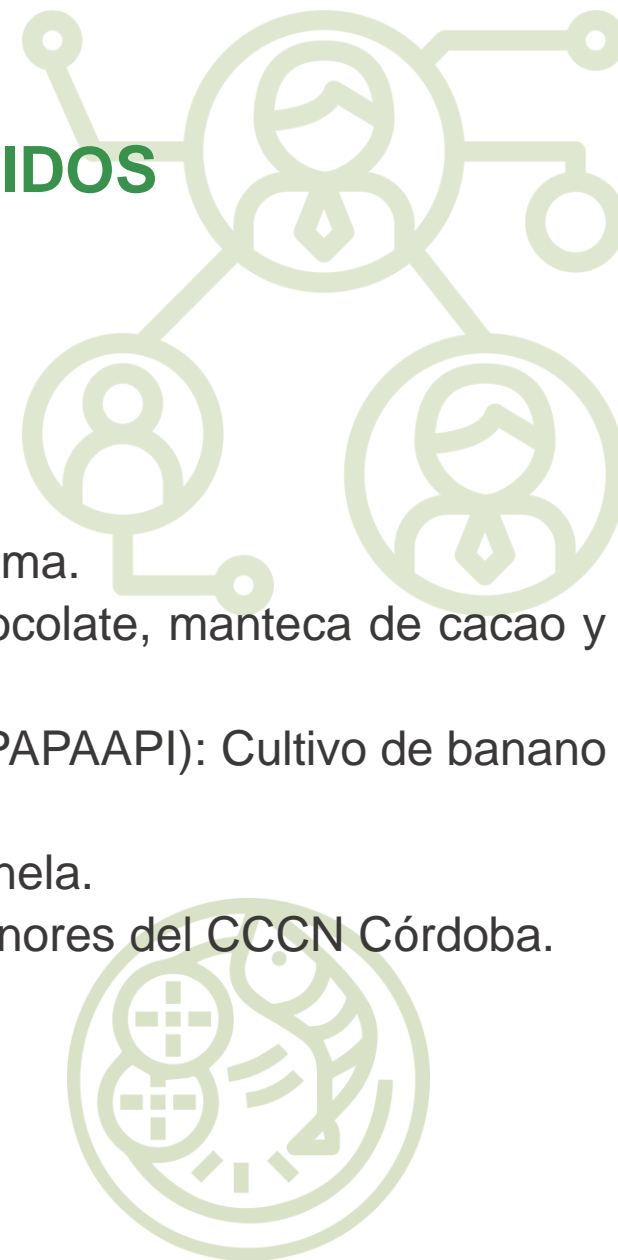 IDOS
ma.
ocolate, manteca de cacao y
PAPAAPI): Cultivo de banano
nela.
nores del CCCN Córdoba.